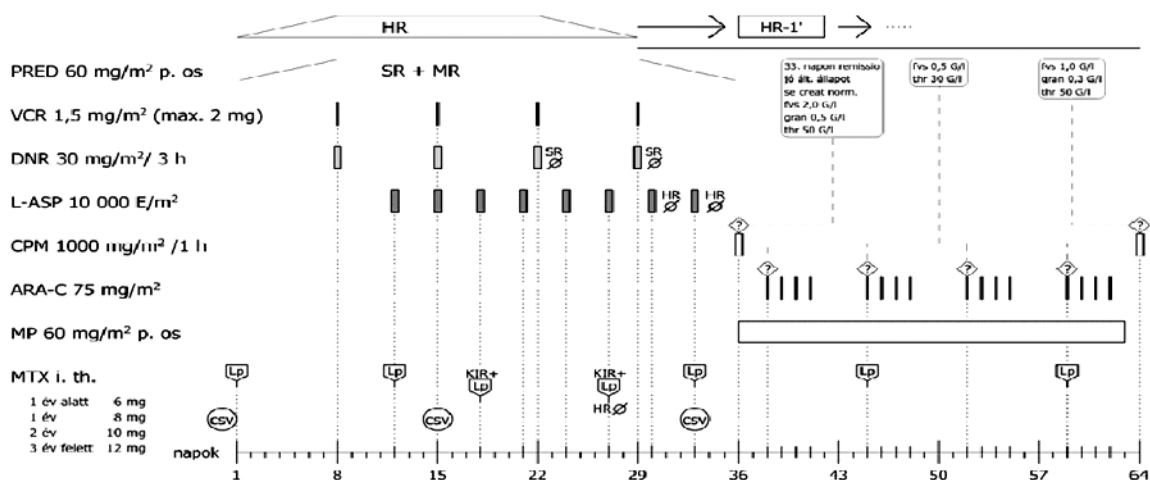 HR
HR-1'
PRED 60 mg/m² p. os
SR + MR
33. napon remissio
jó ált. állapot
se creat norm.
fvs 2,0 G/l
gran 0,5 G/l
thr 50 G/l
fvs 0,5 G/l
thr 30 G/l
fvs 1,0 G/l
gran 0,3 G/l
thr 50 G/l
VCR 1,5 mg/m² (max. 2 mg)
DNR 30 mg/m²/ 3 h
SR Ø
SR Ø
L-ASP 10 000 E/m²
HR Ø
HR Ø
CPM 1000 mg/m² /1 h
? ?
ARA-C 75 mg/m²
? ? ? ?
MP 60 mg/m² p. os
MTX i. th.
Lp Lp KIR+ Lp KIR+ Lp HRØ Lp Lp Lp
1 év alatt 6 mg
1 év 8 mg
2 év 10 mg
3 év felett 12 mg
CSV CSV CSV
napok
1 8 15 22 29 36 43 50 57 64